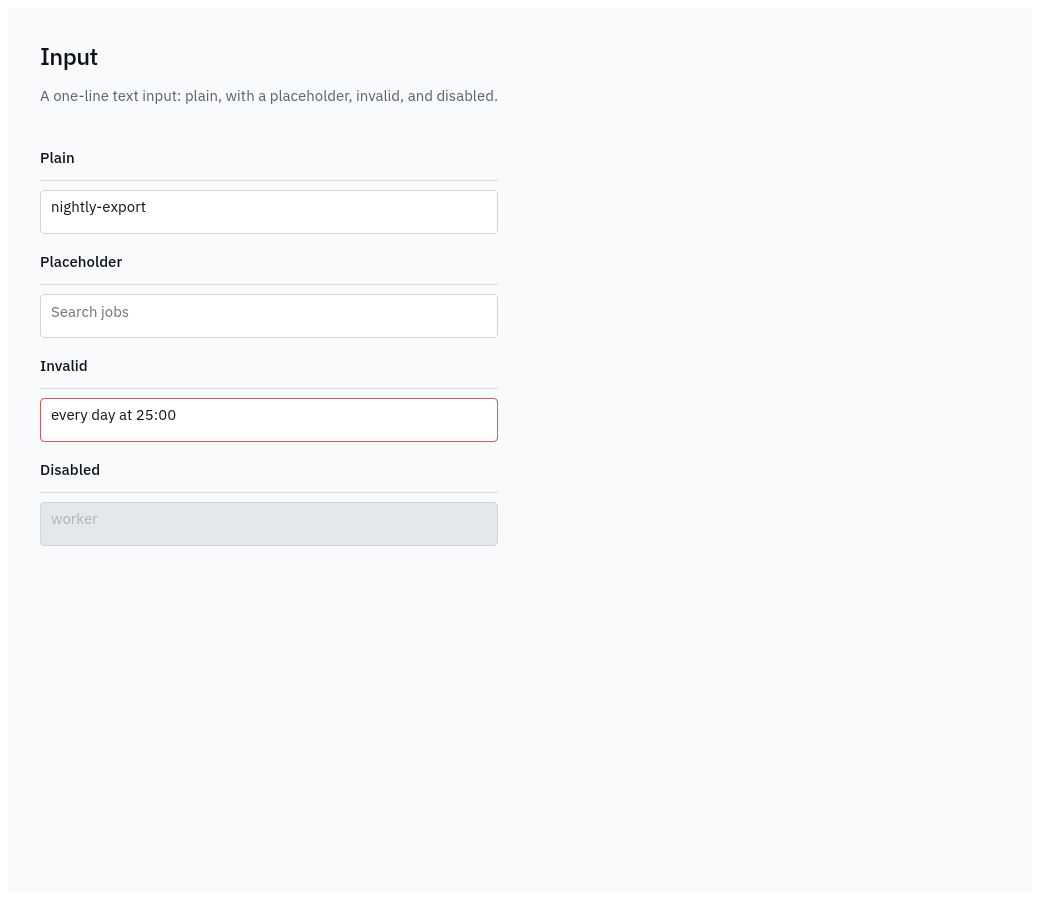 Input
A one-line text input: plain, with a placeholder, invalid, and disabled.
Plain
nightly-export
Placeholder
Search jobs
Invalid
every day at 25:00
Disabled
worker